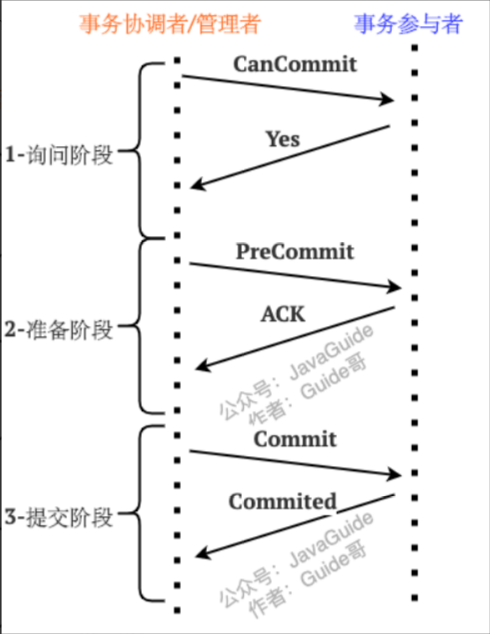 事务协调者/管理者
事务参与者
CanCommit
Yes
1-询问阶段
PreCommit
ACK
2-准备阶段
公众号：JavaGuide
作者：Guide哥
Commit
Commited
3-提交阶段
公众号：JavaGuide
作者：Guide哥